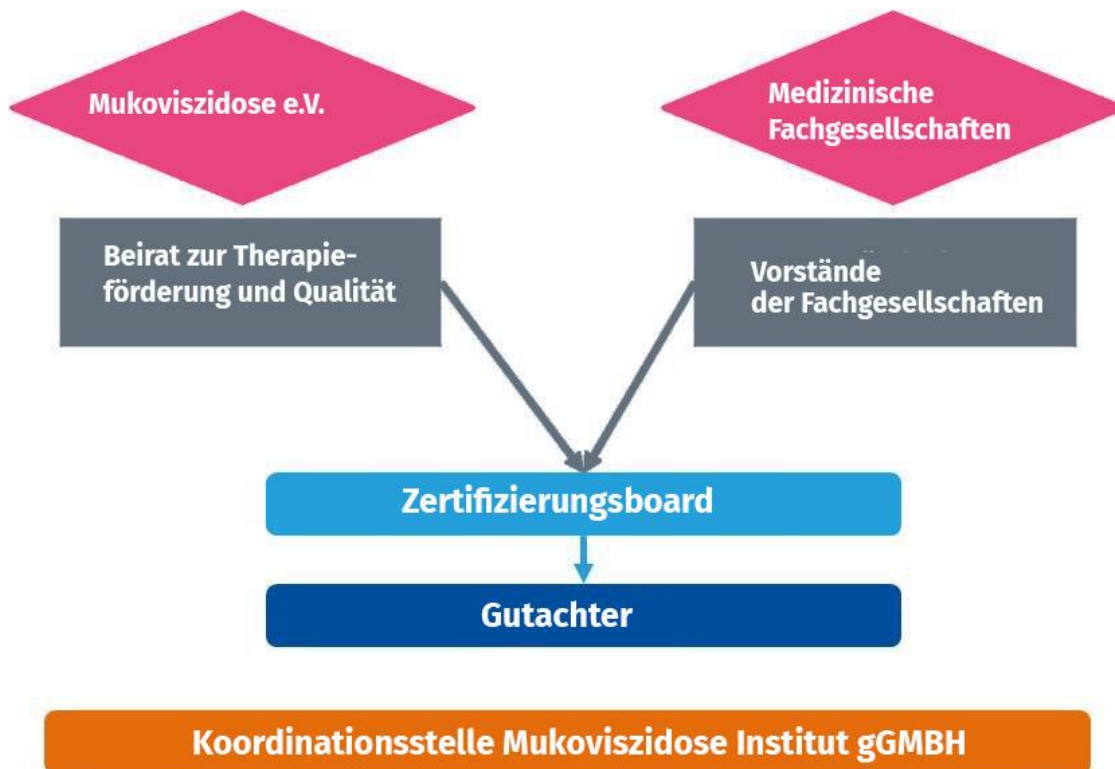 Mukoviszidose e.V.
Medizinische
Fachgesellschaften
Beirat zur Therapie-
förderung und Qualität
Vorstände
der Fachgesellschaften
Zertifizierungsboard
Gutachter
Koordinationsstelle Mukoviszidose Institut gGMBH